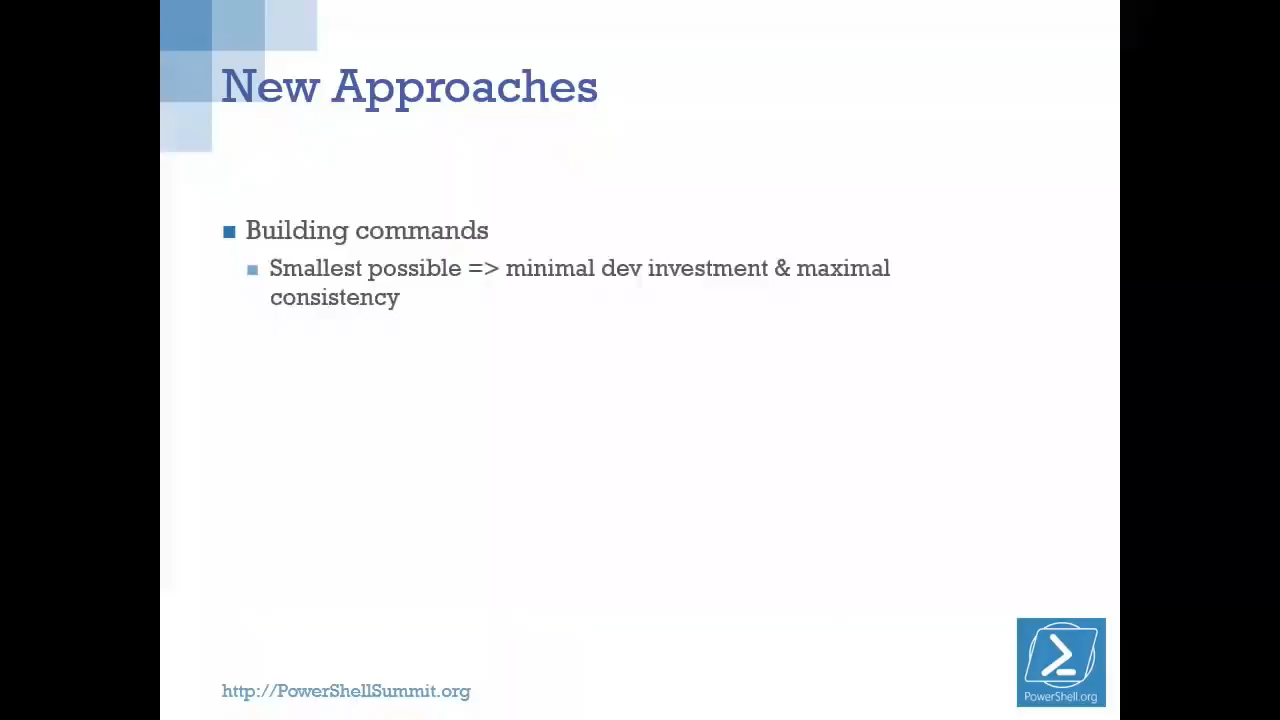 New Approaches
Building commands
Smallest possible => minimal dev investment & maximal
consistency
http://PowerShellSummit.org
PowerShell.org